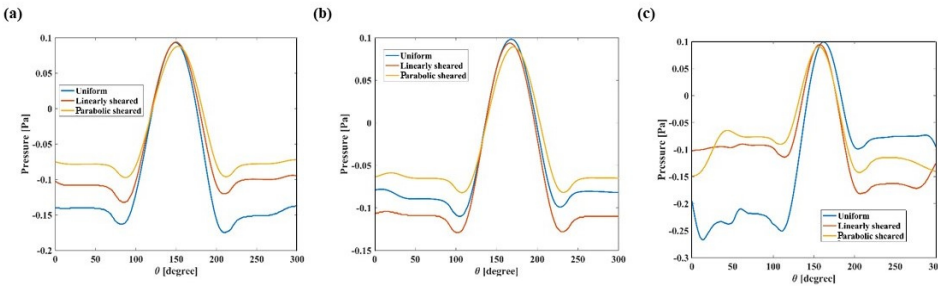 (a)
Pressure [Pa]
0.1
0.05
0
-0.05
-0.1
-0.15
-0.2
Uniform
Linearly sheared
Parabolic sheared
0 50 100 150 200 250 300
θ [degree]
(b)
Pressure [Pa]
0.1
0.05
0
-0.05
-0.1
-0.15
Uniform
Linearly sheared
Parabolic sheared
0 50 100 150 200 250 300
θ [degree]
(c)
Pressure [Pa]
0.1
0.05
0
-0.05
-0.1
-0.15
-0.2
-0.25
-0.3
Uniform
Linearly sheared
Parabolic sheared
0 50 100 150 200 250 300
θ [degree]